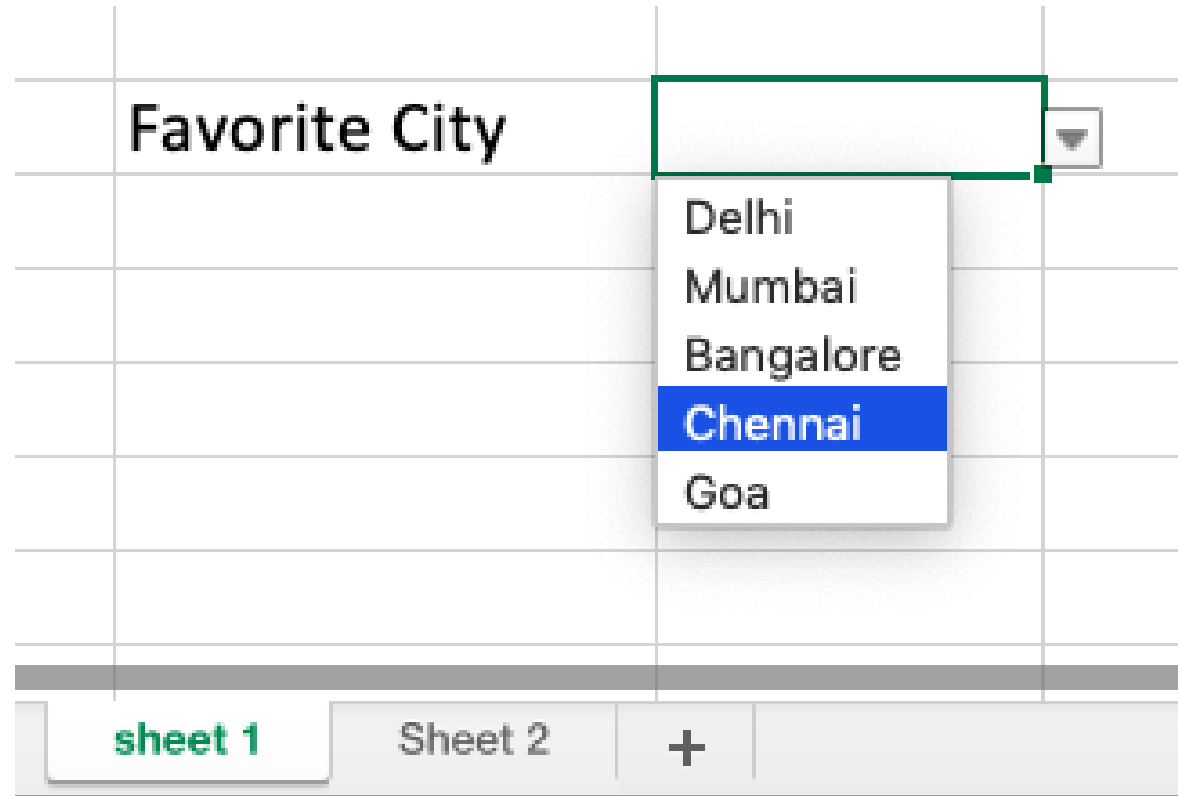 Favorite City
Delhi
Mumbai
Bangalore
Chennai
Goa
sheet 1 Sheet 2 +